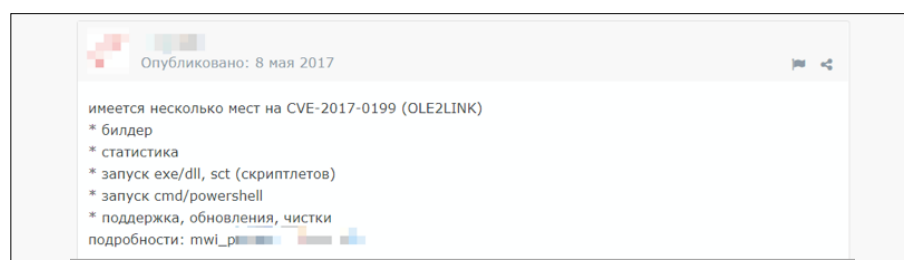 Опубликовано: 8 мая 2017
имеется несколько мест на CVE-2017-0199 (OLE2LINK)
* билдер
* статистика
* запуск exe/dll, sct (скриптлетов)
* запуск cmd/powershell
* поддержка, обновления, чистки
подробности: